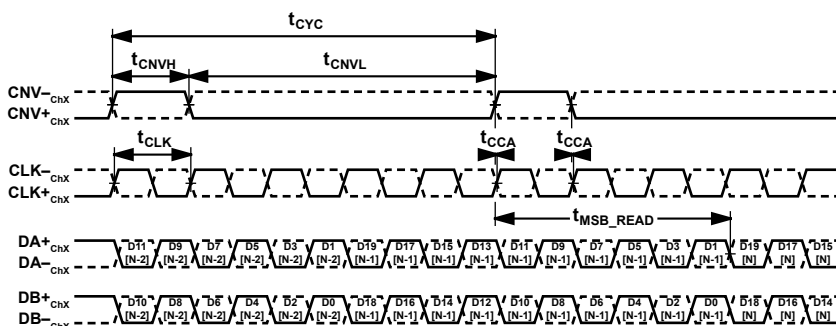 tCYC
tCNVH tCNVL
CNV–ChX
CNV+ChX
tCLK tCCA tCCA
CLK–ChX
CLK+ChX
tMSB_READ
DA+ChX D11 D9 D7 D5 D3 D1 D19 D17 D15 D13 D11 D9 D7 D5 D3 D1 D19 D17 D15
DA–ChX [N-2] [N-2] [N-2] [N-2] [N-2] [N-2] [N-1] [N-1] [N-1] [N-1] [N-1] [N-1] [N-1] [N-1] [N-1] [N-1] [N] [N] [N]
DB+ChX D10 D8 D6 D4 D2 D0 D18 D16 D14 D12 D10 D8 D6 D4 D2 D0 D18 D16 D14
DB–ChX [N-2] [N-2] [N-2] [N-2] [N-2] [N-2] [N-1] [N-1] [N-1] [N-1] [N-1] [N-1] [N-1] [N-1] [N-1] [N-1] [N] [N] [N]